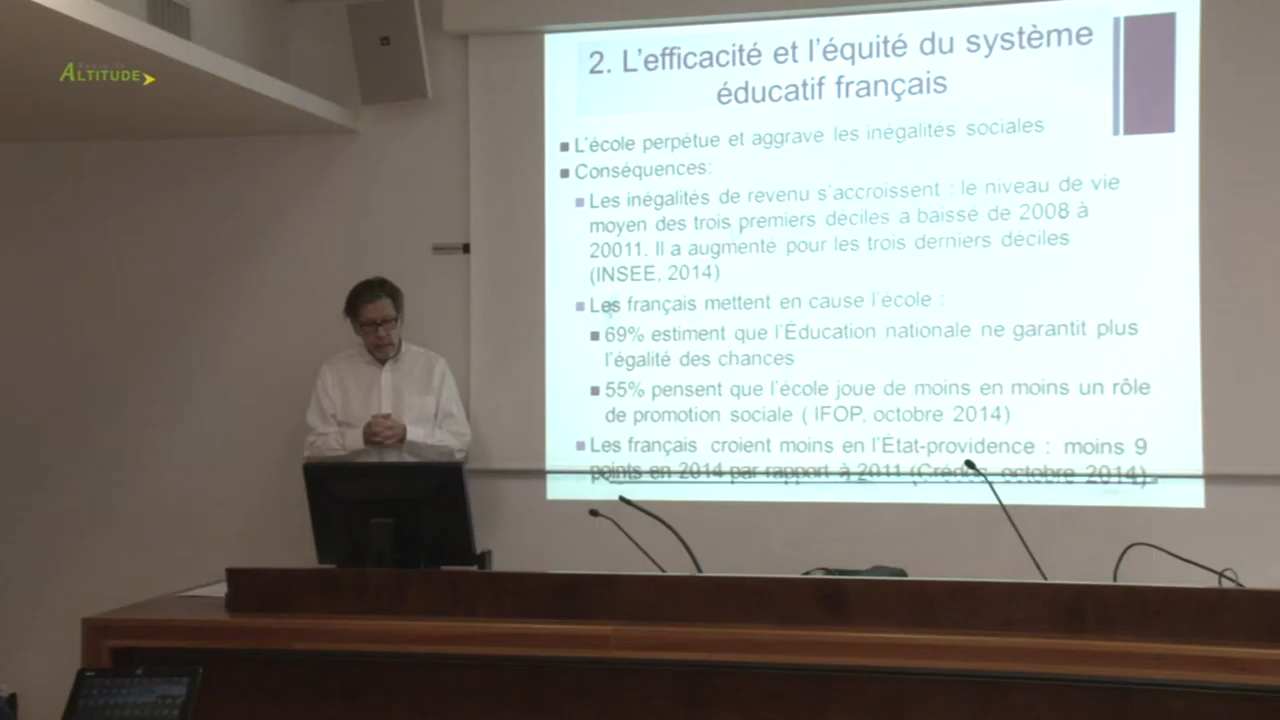 ALTITUDE
2. L'efficacité et l'équité du système
éducatif français
L'école perpétue et aggrave les inégalités sociales
Conséquences:
Les inégalités de revenu s'accroissent : le niveau de vie
moyen des trois premiers déciles a baissé de 2008 à
20011. Il a augmenté pour les trois derniers déciles
(INSEE, 2014)
Les français mettent en cause l'école :
69% estiment que l'Éducation nationale ne garantit plus
l'égalité des chances
55% pensent que l'école joue de moins en moins un rôle
de promotion sociale ( IFOP, octobre 2014)
Les français croient moins en l'État-providence : moins 9
points en 2014 par rapport à 2011 (Crédoc, octobre 2014)